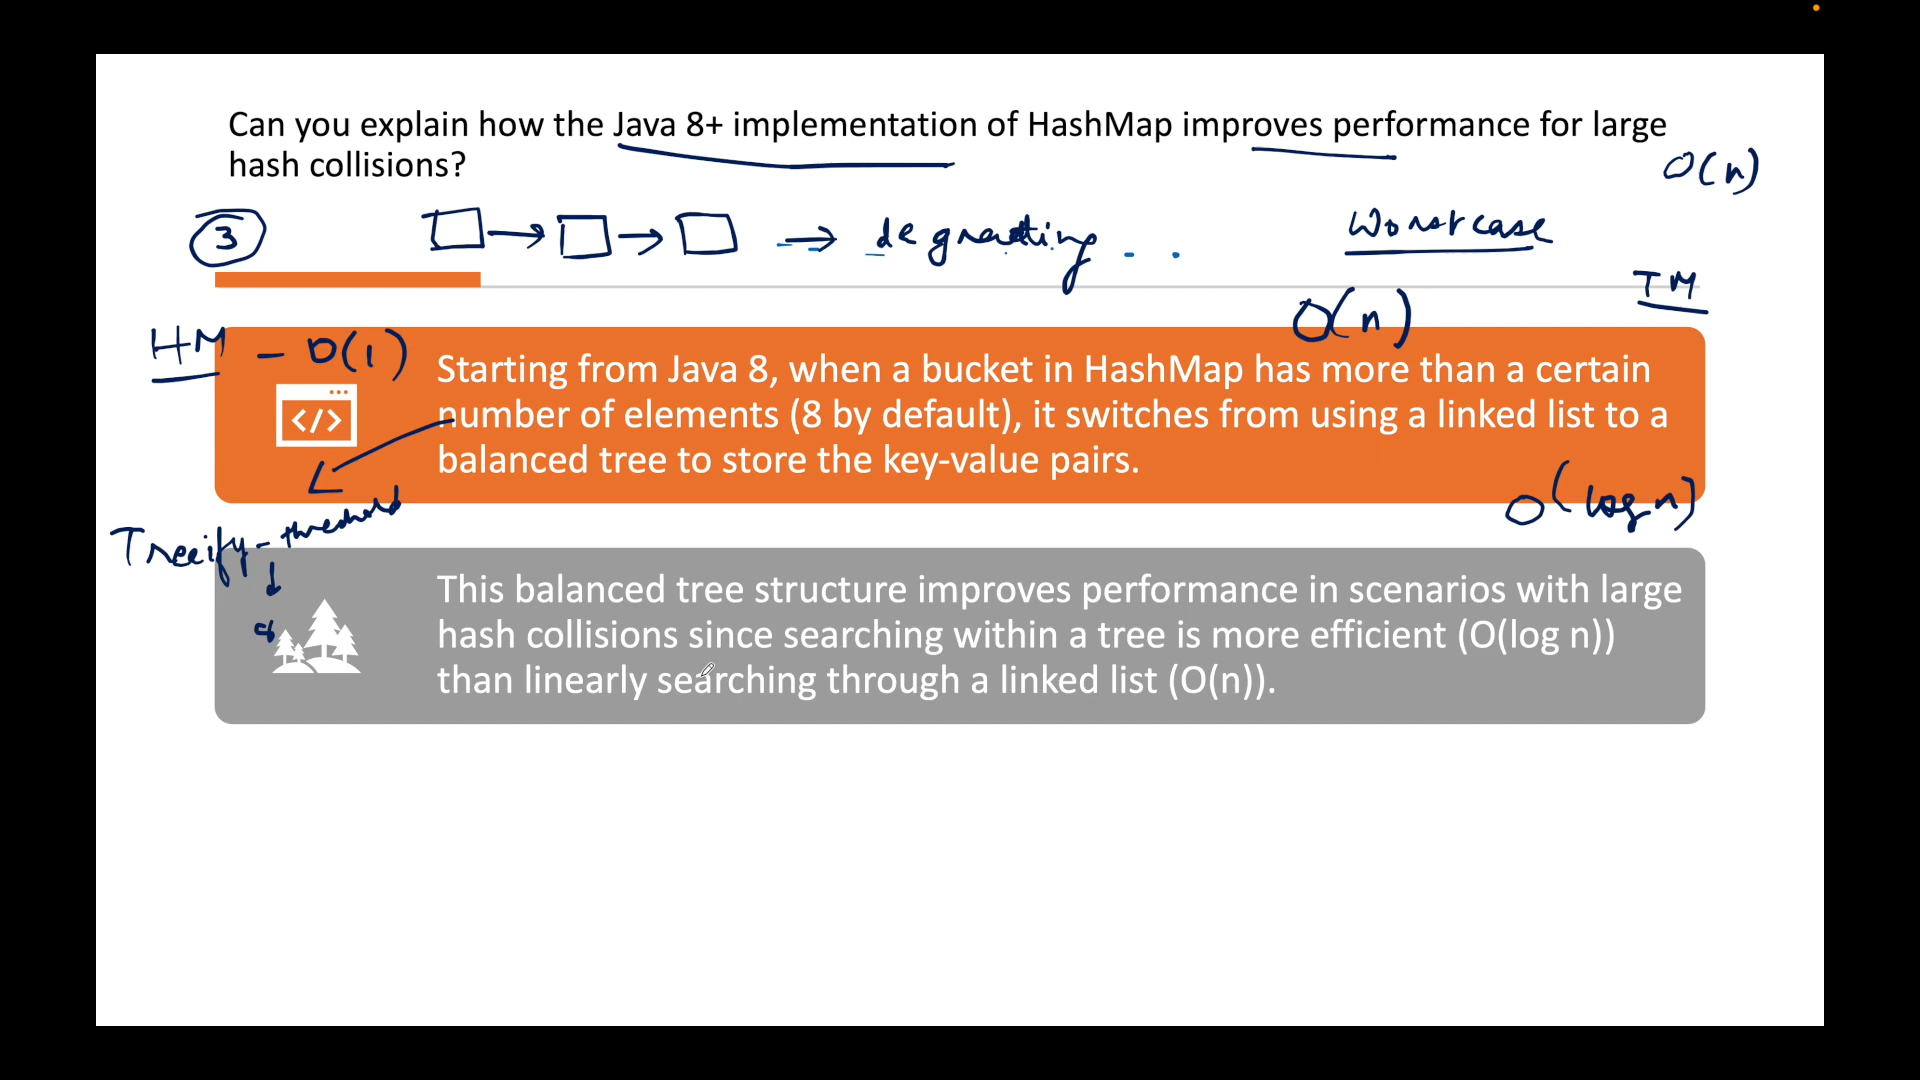 Can you explain how the Java 8+ implementation of HashMap improves performance for large
hash collisions?
O(n)
3
degrading . .
Worst case
TM
O(n)
HM - O(1)
Starting from Java 8, when a bucket in HashMap has more than a certain
number of elements (8 by default), it switches from using a linked list to a
balanced tree to store the key-value pairs.
O(log n)
Treeify-threshold
8
</>
This balanced tree structure improves performance in scenarios with large
hash collisions since searching within a tree is more efficient (O(log n))
than linearly searching through a linked list (O(n)).